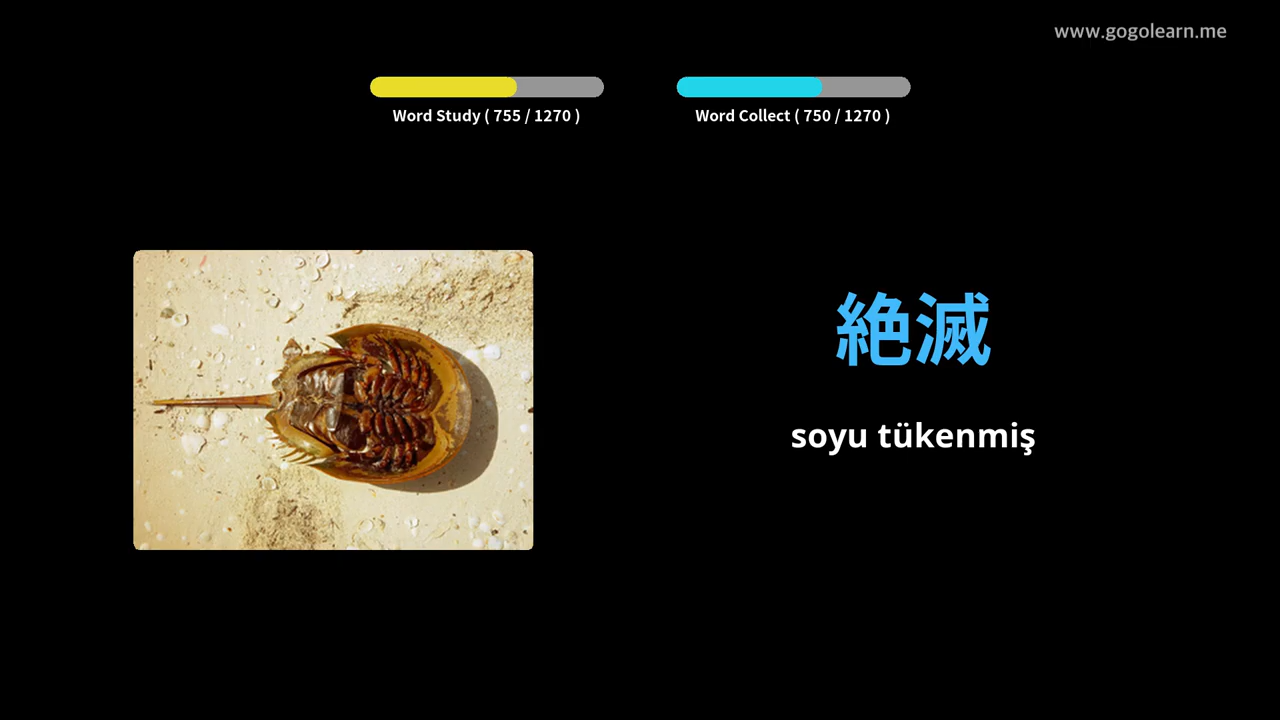 www.gogolearn.me
Word Study ( 755 / 1270 )
Word Collect ( 750 / 1270 )
絶滅
soyu tükenmiş